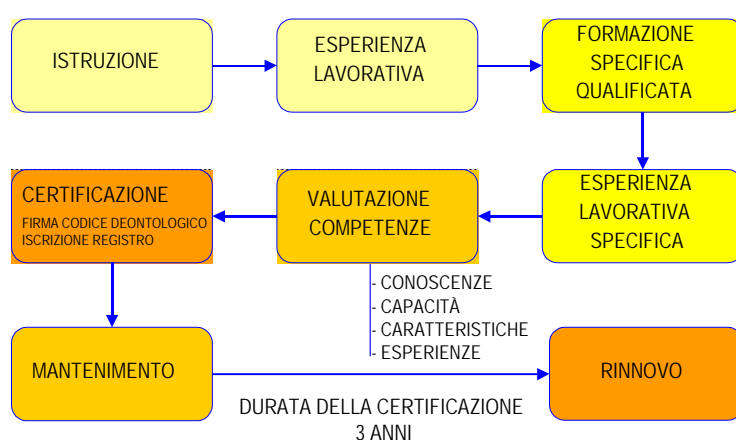 ISTRUZIONE
ESPERIENZA
LAVORATIVA
FORMAZIONE
SPECIFICA
QUALIFICATA
ESPERIENZA
LAVORATIVA
SPECIFICA
VALUTAZIONE
COMPETENZE
- CONOSCENZE
- CAPACITÀ
- CARATTERISTICHE
- ESPERIENZE
CERTIFICAZIONE
FIRMA CODICE DEONTOLOGICO
ISCRIZIONE REGISTRO
MANTENIMENTO
RINNOVO
DURATA DELLA CERTIFICAZIONE
3 ANNI